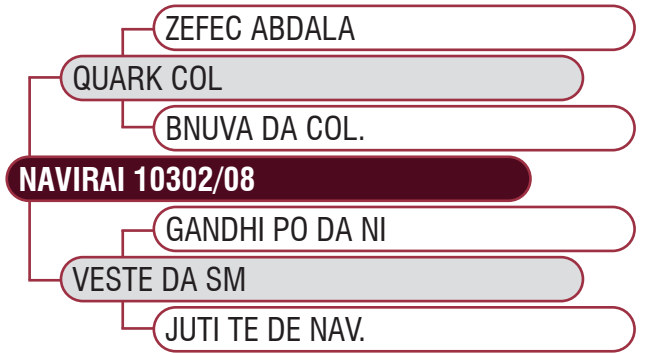 ZEFEC ABDALA
QUARK COL
BNUVA DA COL.
NAVIRAI 10302/08
GANDHI PO DA NI
VESTE DA SM
JUTI TE DE NAV.